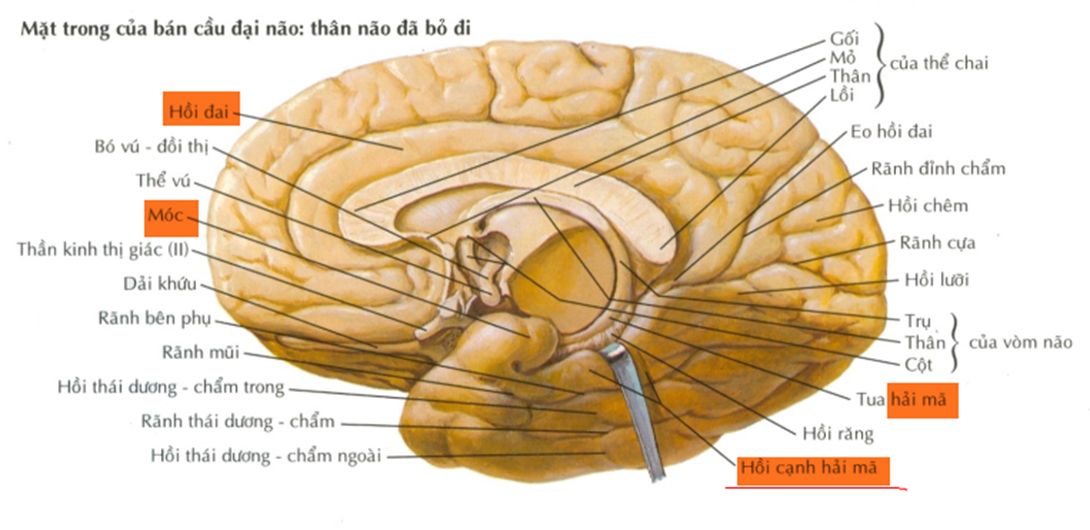 Mặt trong của bán cầu đại não: thân não đã bỏ đi
Hồi đai
Bó vú - đồi thị
Thể vú
Móc
Thần kinh thị giác (II)
Dải khứu
Rãnh bên phụ
Rãnh mũi
Hồi thái dương - chẩm trong
Rãnh thái dương - chẩm
Hồi thái dương - chẩm ngoài
Gối
Mỏ
Thân
Lồi
của thể chai
Eo hồi đai
Rãnh đỉnh chẩm
Hồi chêm
Rãnh cựa
Hồi lưỡi
Trụ
Thân
Cột
của vòm não
Tua hải mã
Hồi răng
Hồi cạnh hải mã